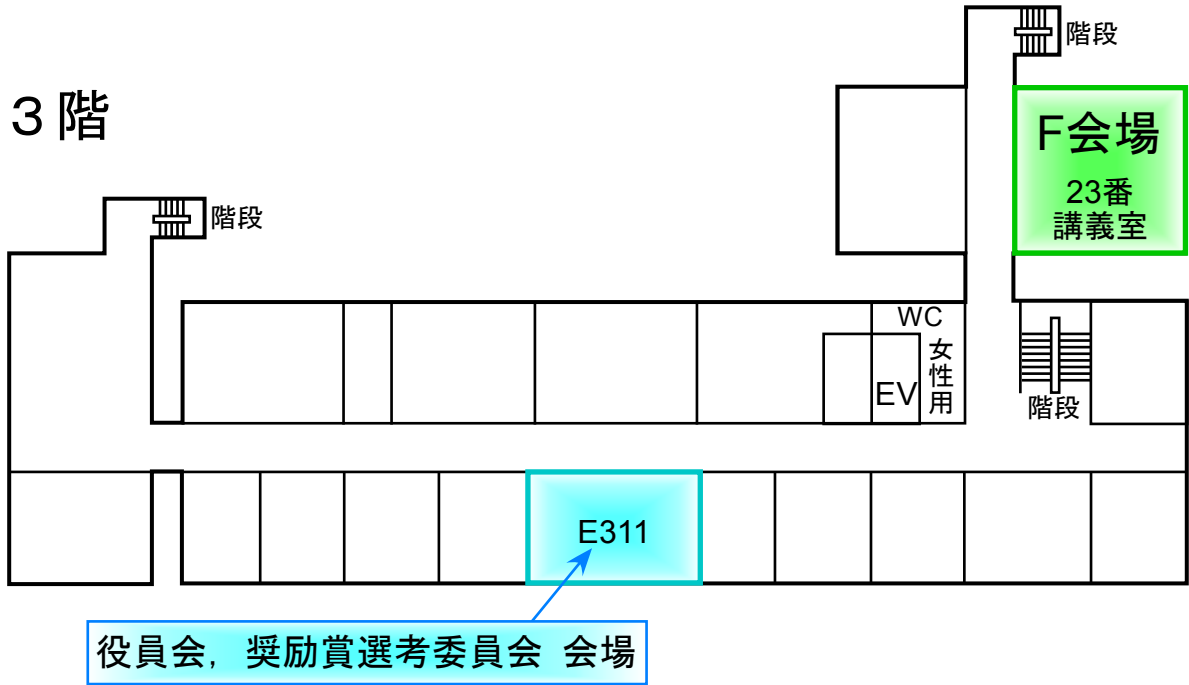 階段
３階
F会場
23番
講義室
階段
WC
女性用
EV
階段
E311
役員会，奨励賞選考委員会 会場